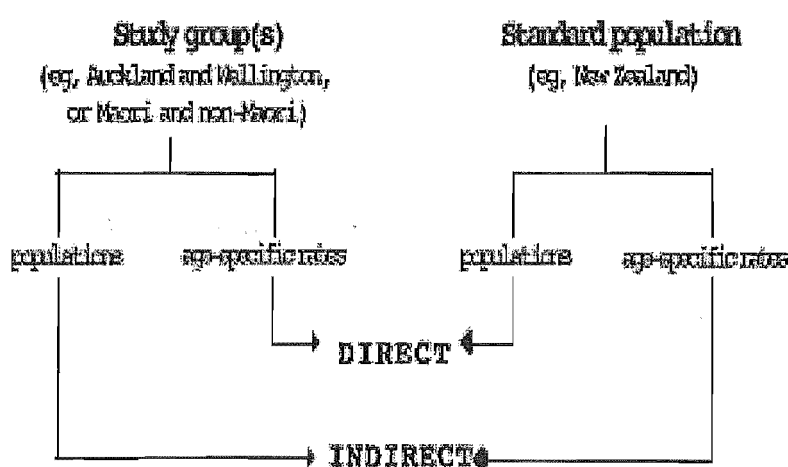 Study group(s)
Standard population
(eg, Auckland and Wellington,
or Maori and non-Maori)
(eg, New Zealand)
populations
age-specific rates
populations
age-specific rates
DIRECT
INDIRECT